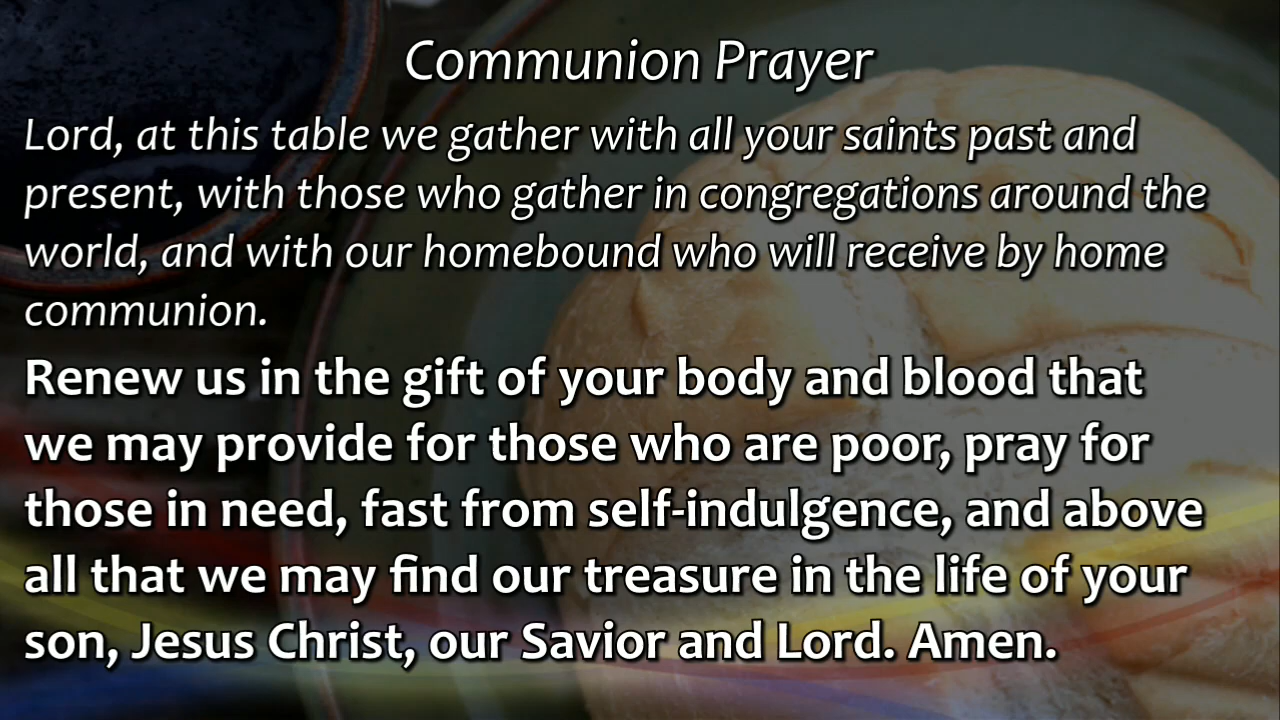 Communion Prayer
Lord, at this table we gather with all your saints past and
present, with those who gather in congregations around the
world, and with our homebound who will receive by home
communion.
Renew us in the gift of your body and blood that
we may provide for those who are poor, pray for
those in need, fast from self-indulgence, and above
all that we may find our treasure in the life of your
son, Jesus Christ, our Savior and Lord. Amen.